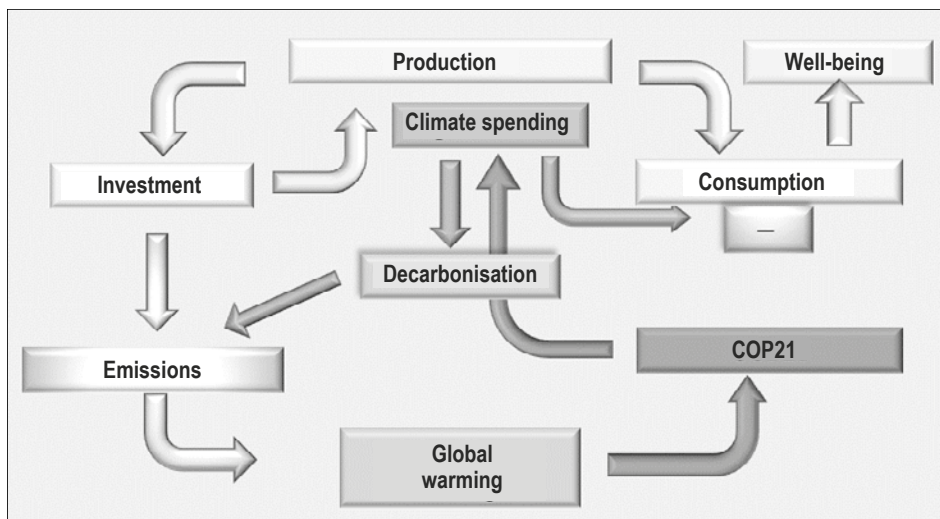 Production
Well-being
Climate spending
Investment
Consumption
–
Decarbonisation
COP21
Emissions
Global
warming